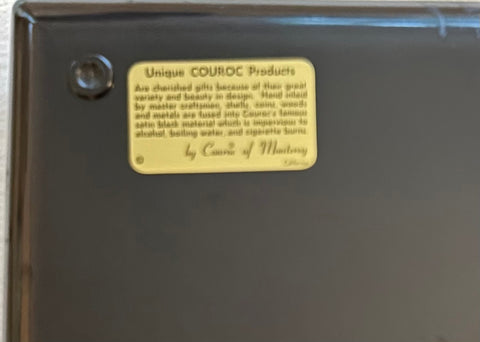 Unique COUROC Products
Are cherished gifts because of their great
variety and beauty in design. Hand inlaid
by master craftsmen, shells, coins, woods
and metals are fused into Couroc's famous
satin black material which is impervious to
alcohol, boiling water, and cigarette burns.
by Couroc of Monterey
©